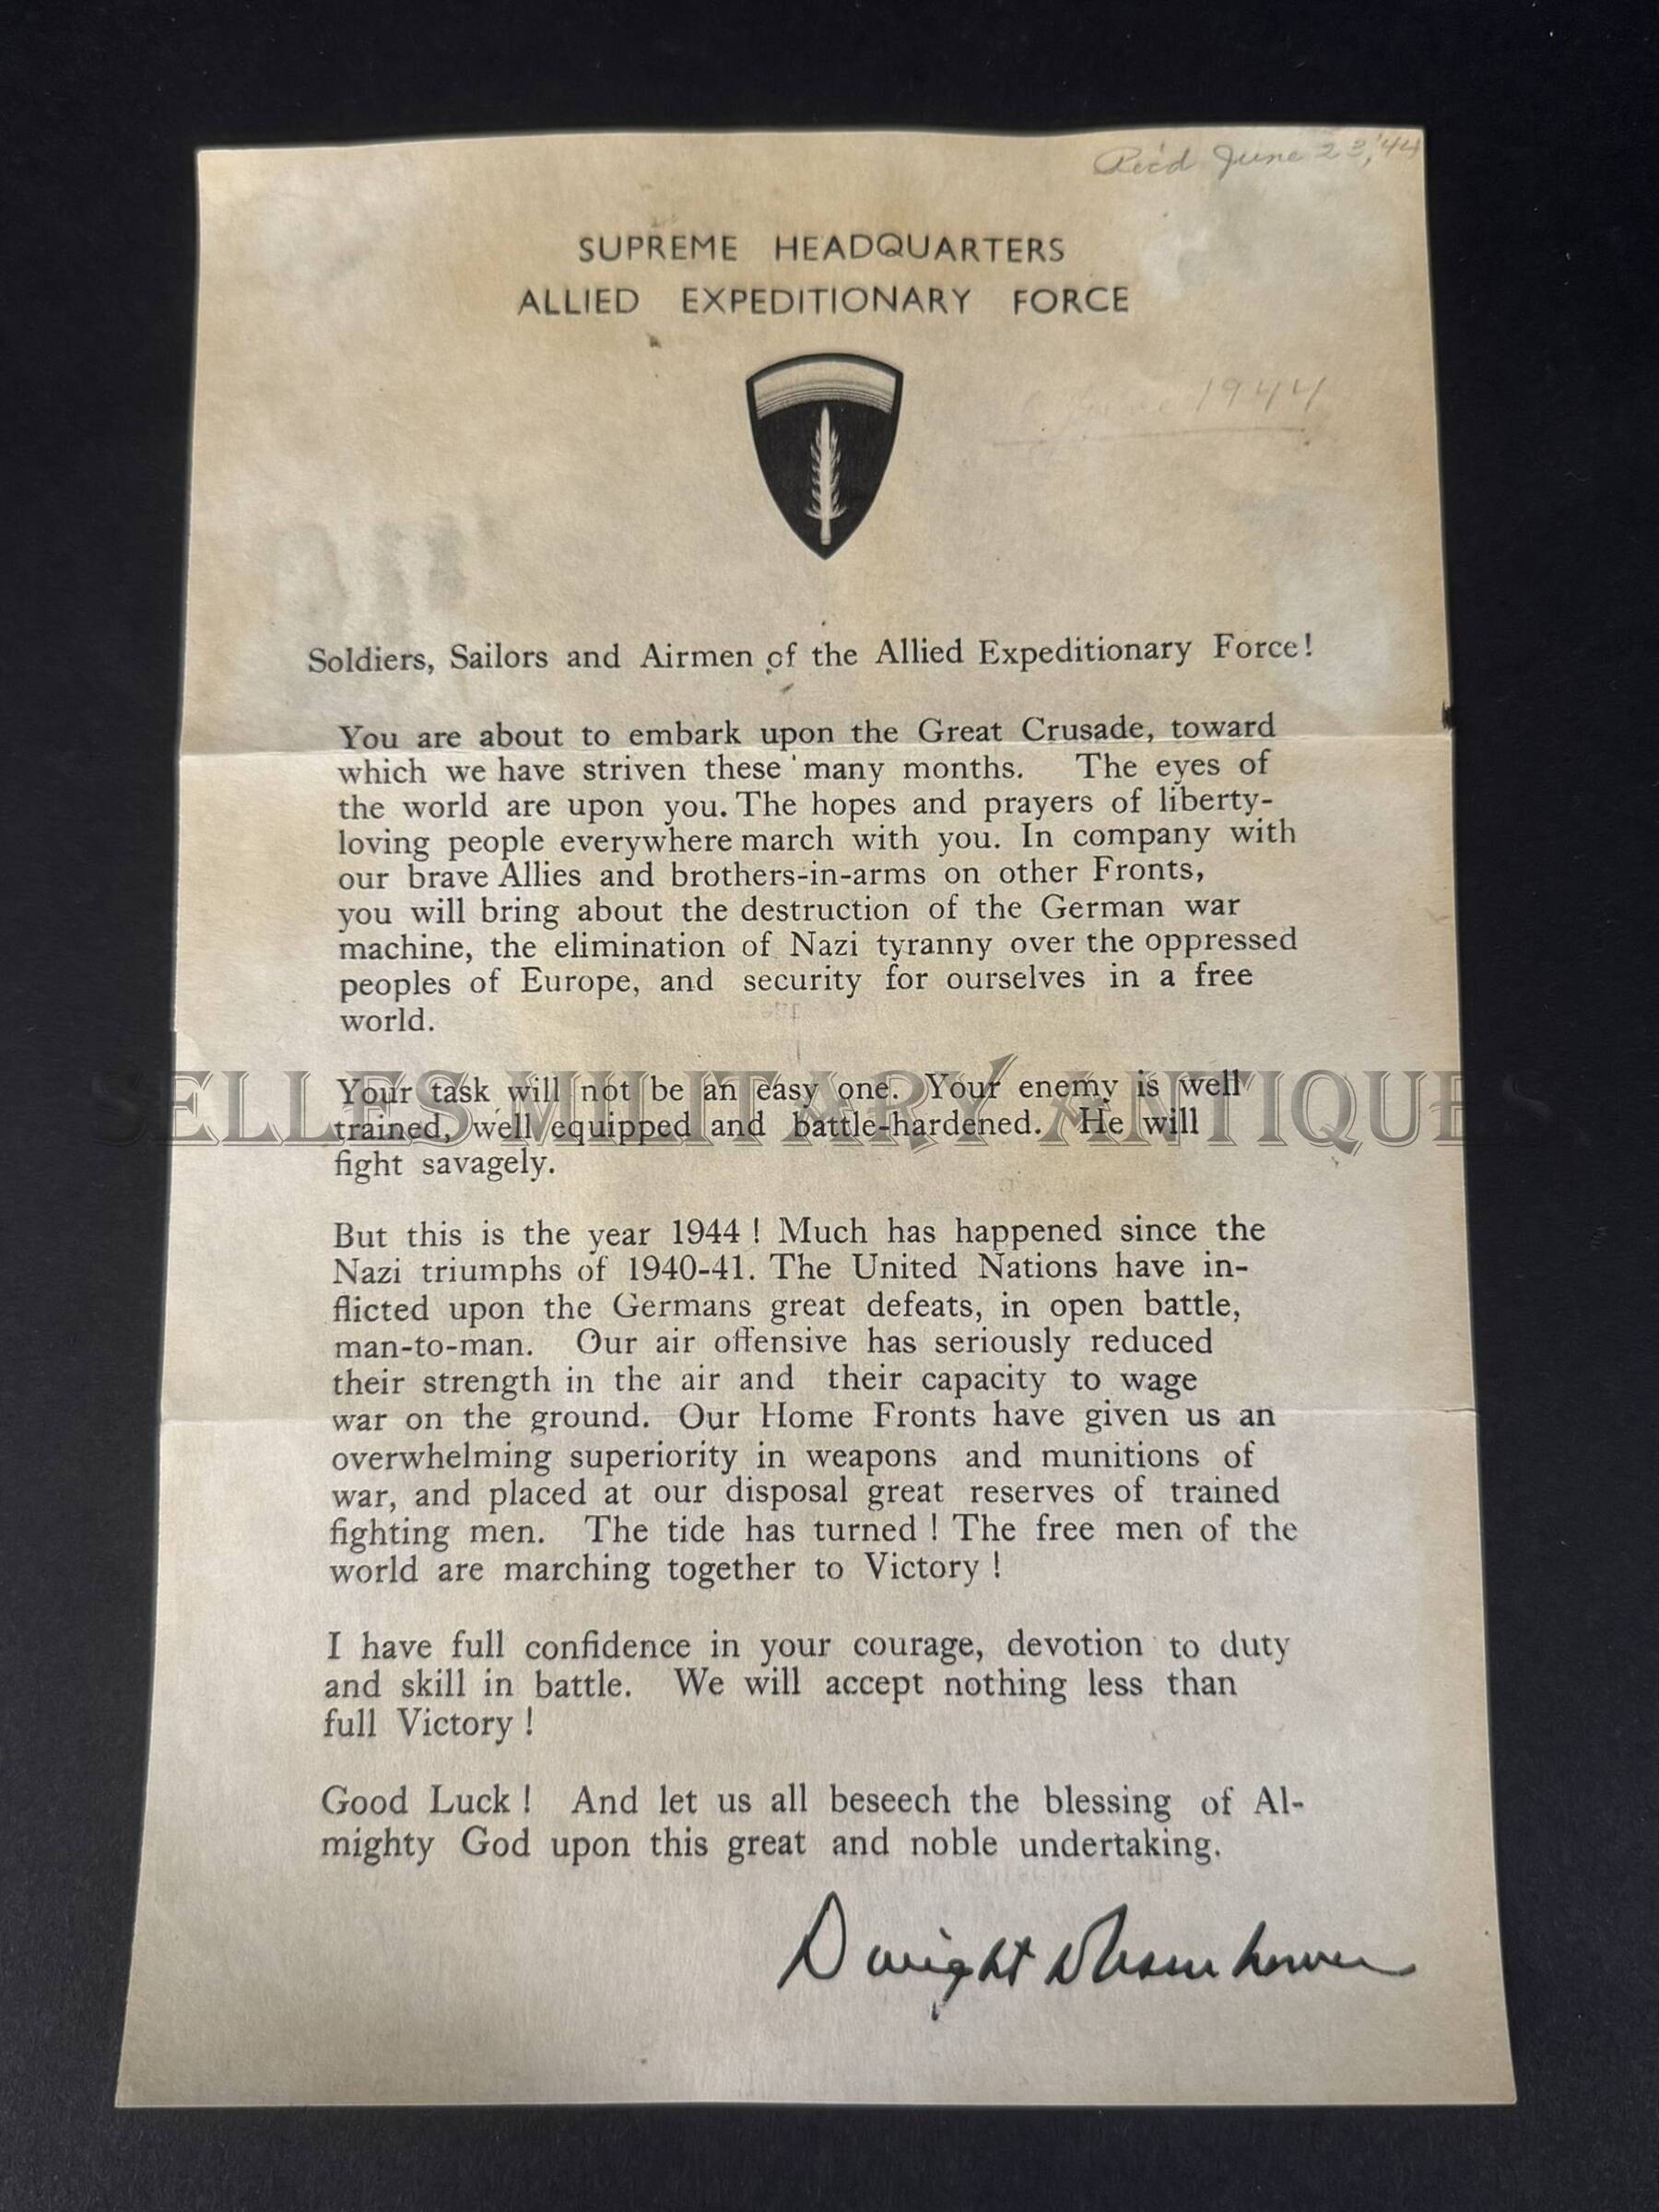 Rec'd June 23,'44
SUPREME HEADQUARTERS
ALLIED EXPEDITIONARY FORCE
June 1944
Soldiers, Sailors and Airmen of the Allied Expeditionary Force!
You are about to embark upon the Great Crusade, toward
which we have striven these many months. The eyes of
the world are upon you. The hopes and prayers of liberty-
loving people everywhere march with you. In company with
our brave Allies and brothers-in-arms on other Fronts,
you will bring about the destruction of the German war
machine, the elimination of Nazi tyranny over the oppressed
peoples of Europe, and security for ourselves in a free
world.
SELLES MILITARY ANTIQUES
Your task will not be an easy one. Your enemy is well
trained, well equipped and battle-hardened. He will
fight savagely.
But this is the year 1944 ! Much has happened since the
Nazi triumphs of 1940-41. The United Nations have in-
flicted upon the Germans great defeats, in open battle,
man-to-man. Our air offensive has seriously reduced
their strength in the air and their capacity to wage
war on the ground. Our Home Fronts have given us an
overwhelming superiority in weapons and munitions of
war, and placed at our disposal great reserves of trained
fighting men. The tide has turned ! The free men of the
world are marching together to Victory !
I have full confidence in your courage, devotion to duty
and skill in battle. We will accept nothing less than
full Victory !
Good Luck ! And let us all beseech the blessing of Al-
mighty God upon this great and noble undertaking.
Dwight D Eisenhower